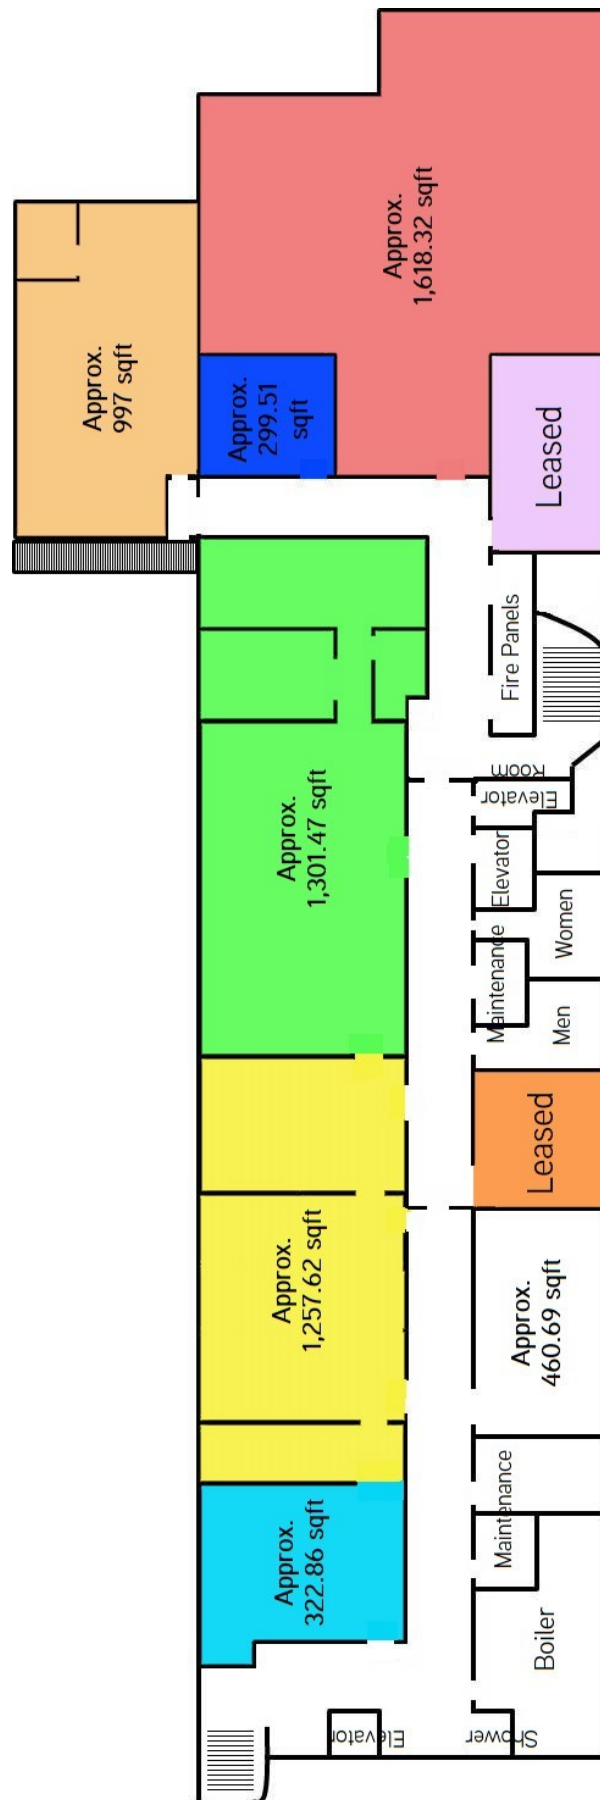 Approx.
1,618.32 sqft
Approx.
997 sqft
Approx.
299.51
sqft
Leased
Fire Panels
Elevator
Room
Approx.
1,301.47 sqft
Elevator
Women
Maintenance
Men
Leased
Approx.
1,257.62 sqft
Approx.
460.69 sqft
Maintenance
Approx.
322.86 sqft
Boiler
Elevator
Shower